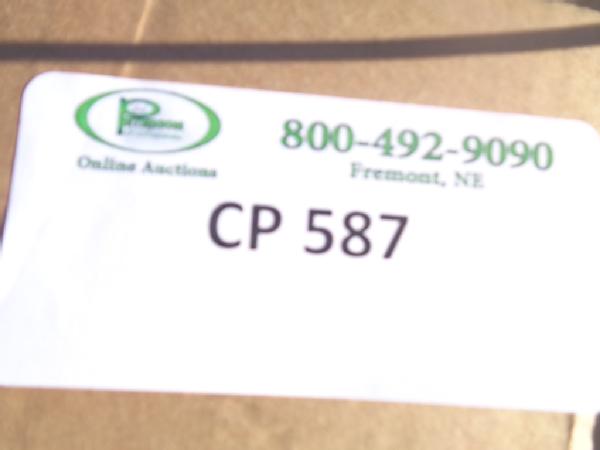 800-492-9090
Online Auctions
Fremont, NE
CP 587